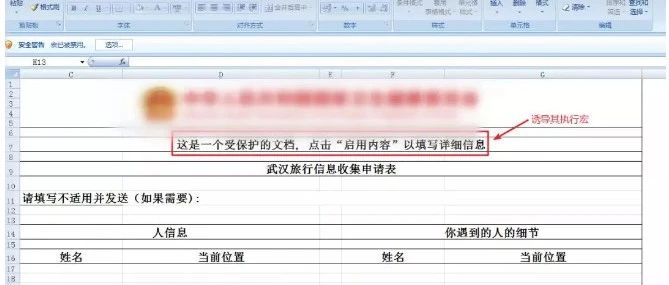 粘贴
格式刷
合并后居中
条件格式
套用
表格格式
单元格
样式
插入
删除
格式
清除
排序和
筛选
查找和
选择
剪贴板
字体
对齐方式
数字
样式
单元格
编辑
安全警告 宏已被禁用。 选项...
K13
fx
C D E F G
1
2
3
4
5
6
7 这是一个受保护的文档，点击“启用内容”以填写详细信息
诱导其执行宏
8
9 武汉旅行信息收集申请表
10
11 请填写不适用并发送（如果需要）:
12
13
14 人信息 你遇到的人的细节
15
16 姓名 当前位置 姓名 当前位置
17
18